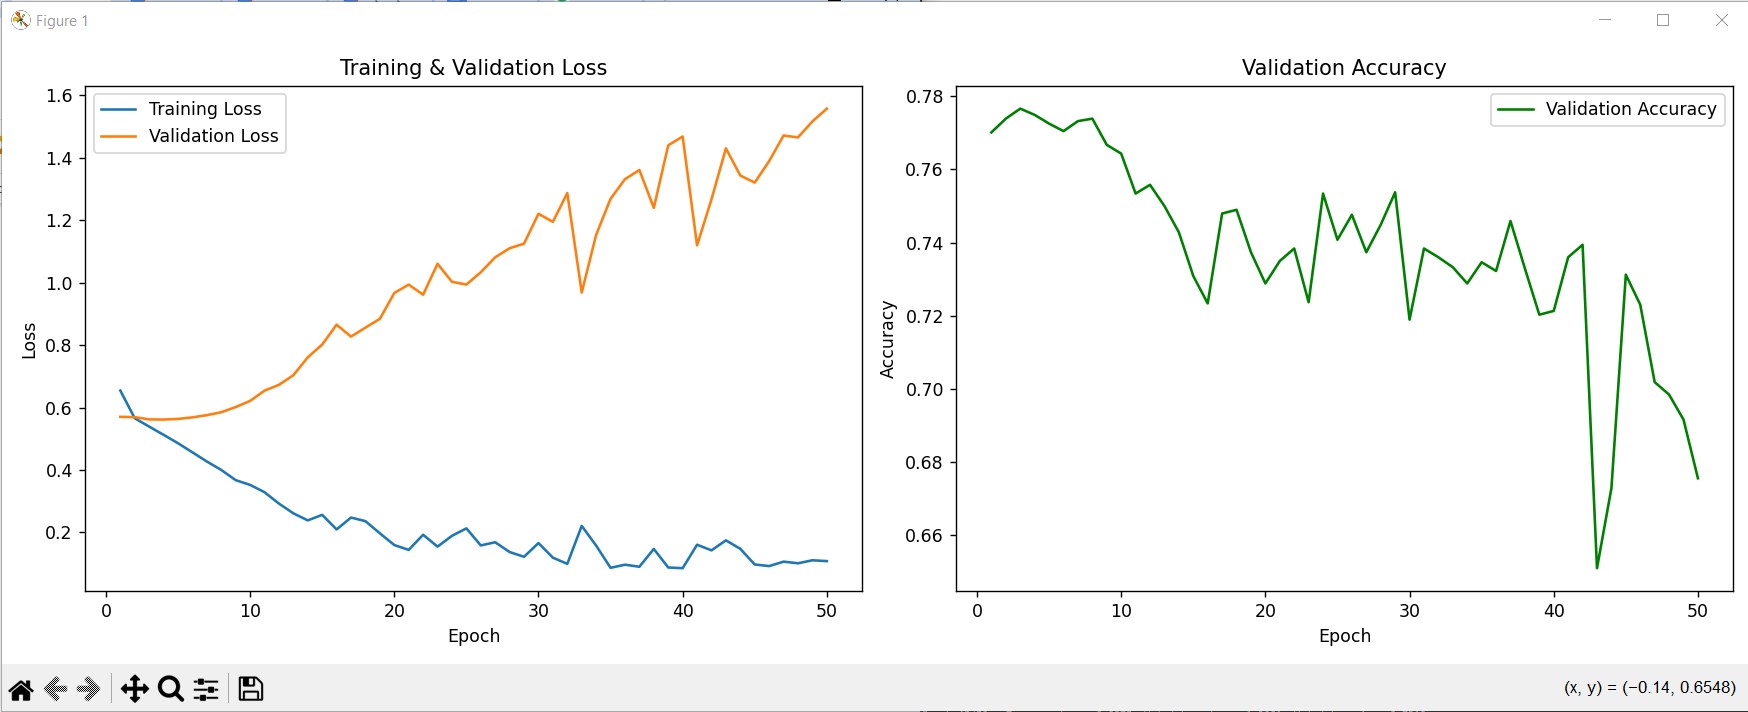 Figure 1
Training & Validation Loss
Training Loss
Validation Loss
1.6
1.4
1.2
1.0
0.8
0.6
0.4
0.2
Loss
0 10 20 30 40 50
Epoch
Validation Accuracy
Validation Accuracy
0.78
0.76
0.74
0.72
0.70
0.68
0.66
Accuracy
0 10 20 30 40 50
Epoch
(x, y) = (−0.14, 0.6548)